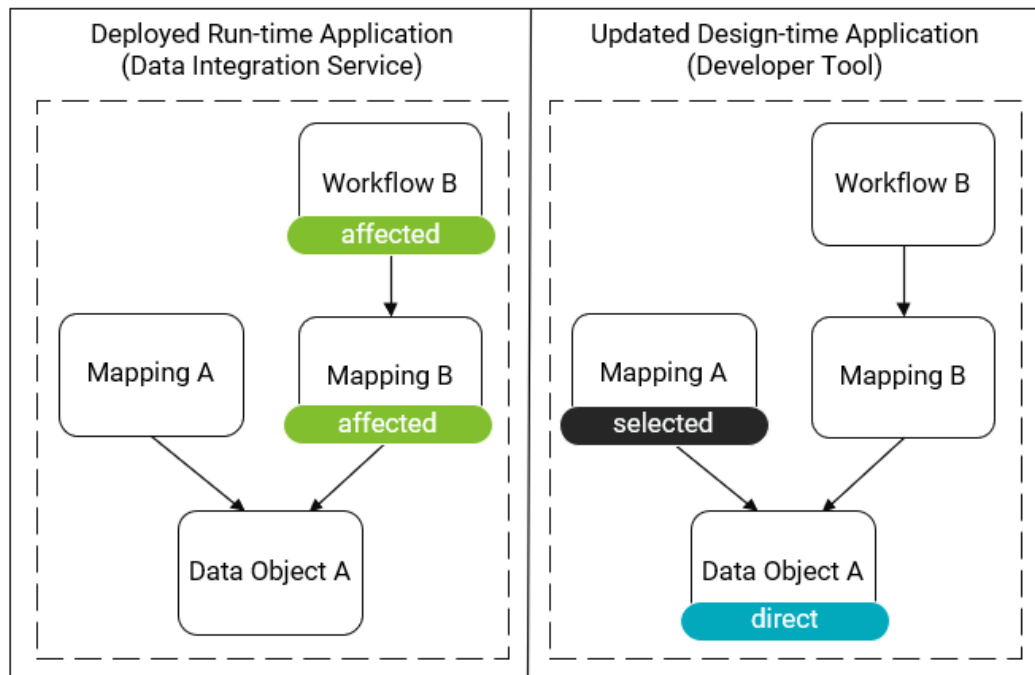 Deployed Run-time Application
(Data Integration Service)
Workflow B
affected
Mapping A
Mapping B
affected
Data Object A
Updated Design-time Application
(Developer Tool)
Workflow B
Mapping A
selected
Mapping B
Data Object A
direct